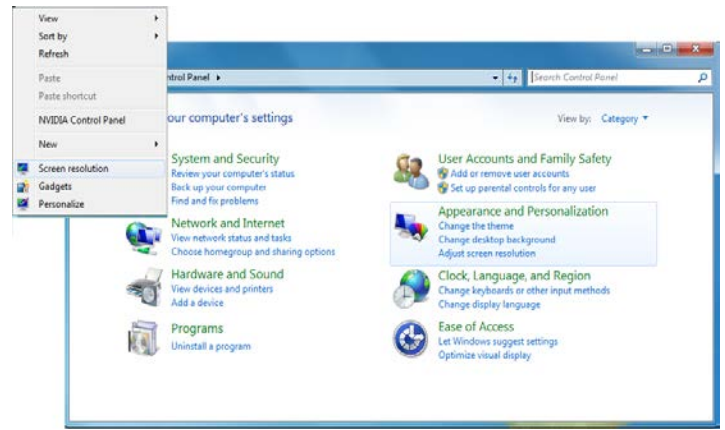 View
Sort by
Refresh
Paste
Paste shortcut
NVIDIA Control Panel
New
Screen resolution
Gadgets
Personalize
ntrol Panel
Search Control Panel
our computer's settings
View by: Category
System and Security
Review your computer's status
Back up your computer
Find and fix problems
Network and Internet
View network status and tasks
Choose homegroup and sharing options
Hardware and Sound
View devices and printers
Add a device
Programs
Uninstall a program
User Accounts and Family Safety
Add or remove user accounts
Set up parental controls for any user
Appearance and Personalization
Change the theme
Change desktop background
Adjust screen resolution
Clock, Language, and Region
Change keyboards or other input methods
Change display language
Ease of Access
Let Windows suggest settings
Optimize visual display